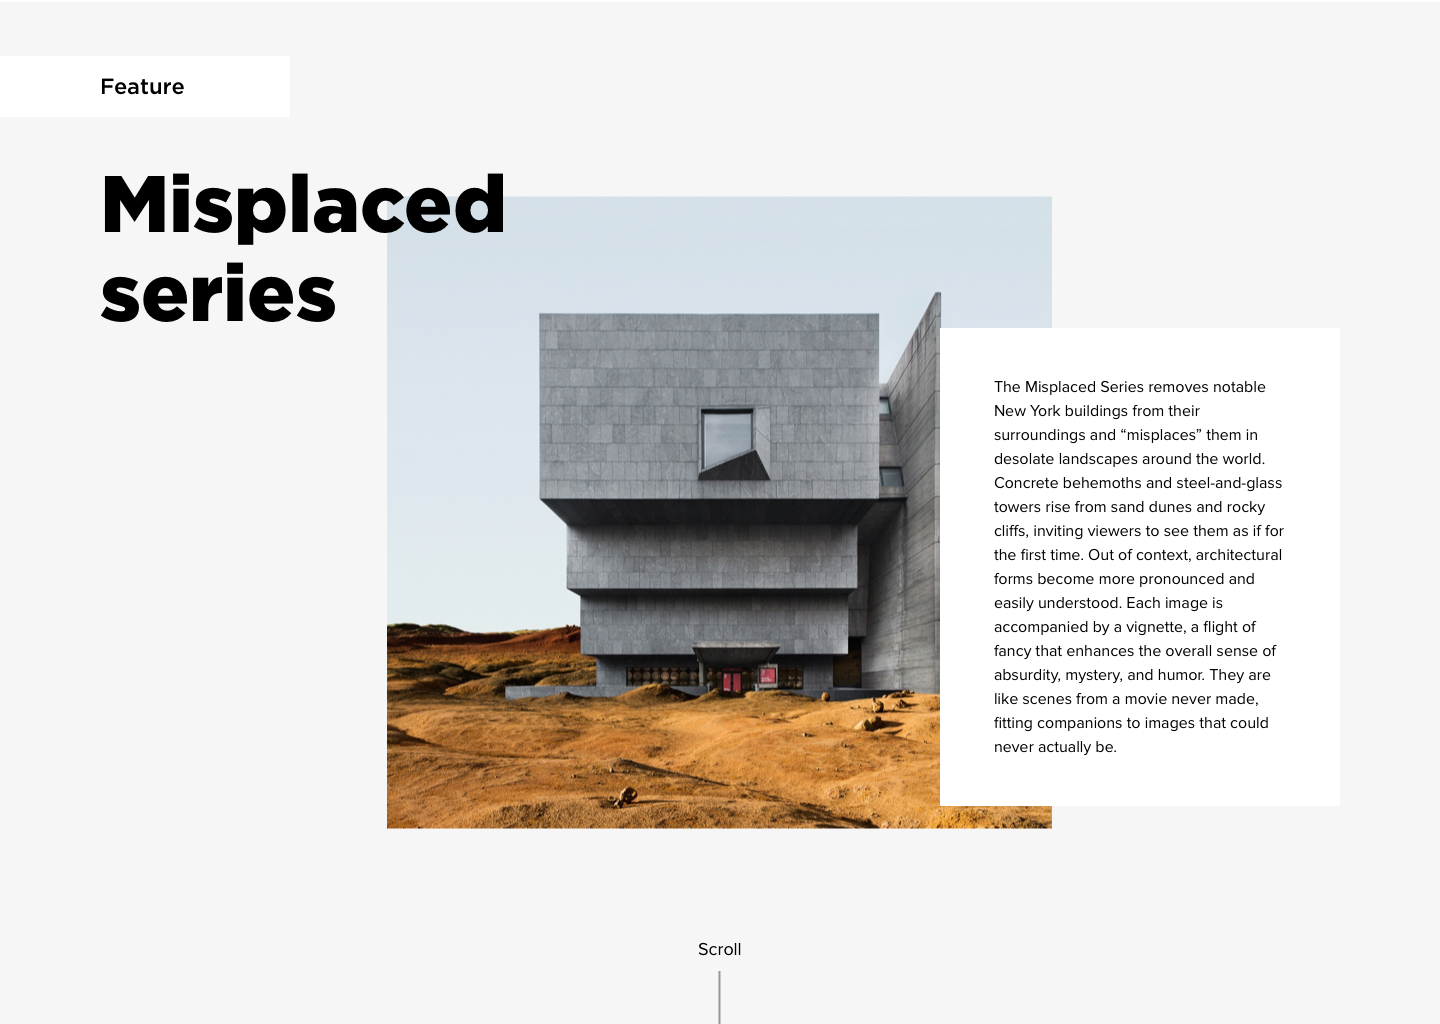 Feature
Misplaced
series
The Misplaced Series removes notable
New York buildings from their
surroundings and “misplaces” them in
desolate landscapes around the world.
Concrete behemoths and steel-and-glass
towers rise from sand dunes and rocky
cliffs, inviting viewers to see them as if for
the first time. Out of context, architectural
forms become more pronounced and
easily understood. Each image is
accompanied by a vignette, a flight of
fancy that enhances the overall sense of
absurdity, mystery, and humor. They are
like scenes from a movie never made,
fitting companions to images that could
never actually be.
Scroll